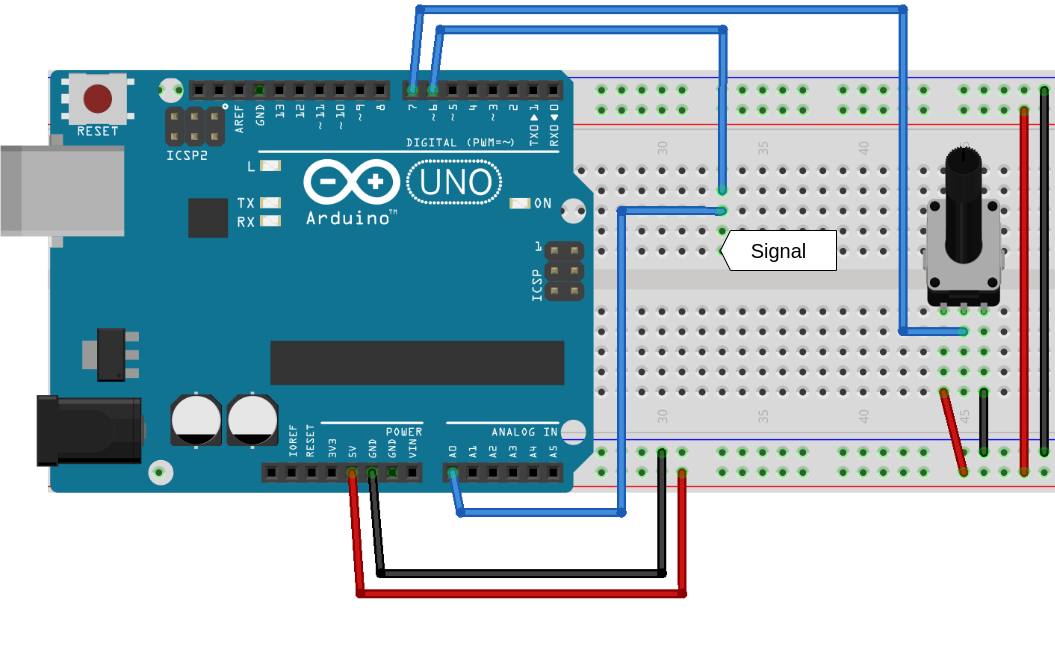 RESET
ICSP2
AREF
GND
13
12
~11
~10
~9
8
7
~6
~5
4
~3
2
TX0▶1
RX0◀0
DIGITAL (PWM=~)
L
TX
RX
UNO
Arduino™
ON
1
ICSP
30
35
40
Signal
30
35
45
40
IOREF
RESET
3V3
5V
GND
GND
VIN
POWER
ANALOG IN
A0
A1
A2
A3
A4
A5